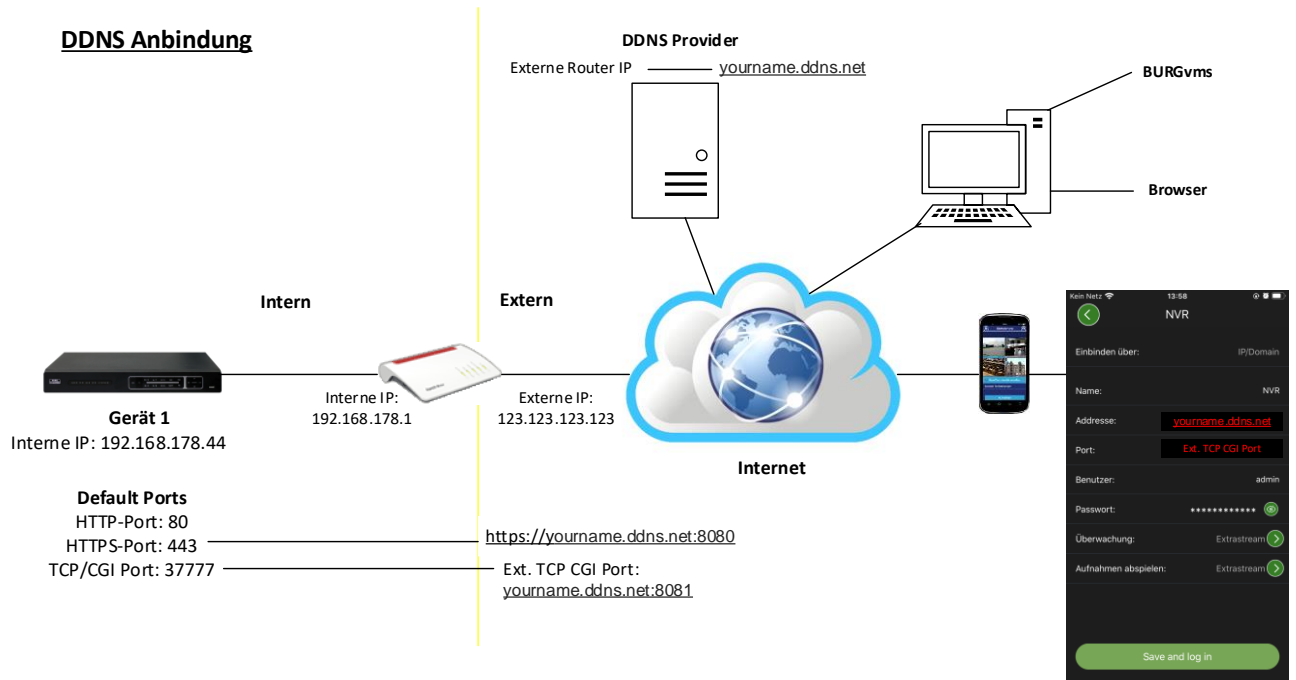 DDNS Anbindung
DDNS Provider
Externe Router IP
yourname.ddns.net
BURGvms
Browser
Intern
Extern
Gerät 1
Interne IP: 192.168.178.44
Interne IP:
192.168.178.1
Externe IP:
123.123.123.123
Internet
Default Ports
HTTP-Port: 80
HTTPS-Port: 443
TCP/CGI Port: 37777
https://yourname.ddns.net:8080
Ext. TCP CGI Port:
yourname.ddns.net:8081
Kein Netz
13:58
NVR
Einbinden über:
IP/Domain
Name:
NVR
Addresse:
yourname.ddns.net
Port:
Ext. TCP CGI Port
Benutzer:
admin
Passwort:
************
Überwachung:
Extrastream
Aufnahmen abspielen:
Extrastream
Save and log in